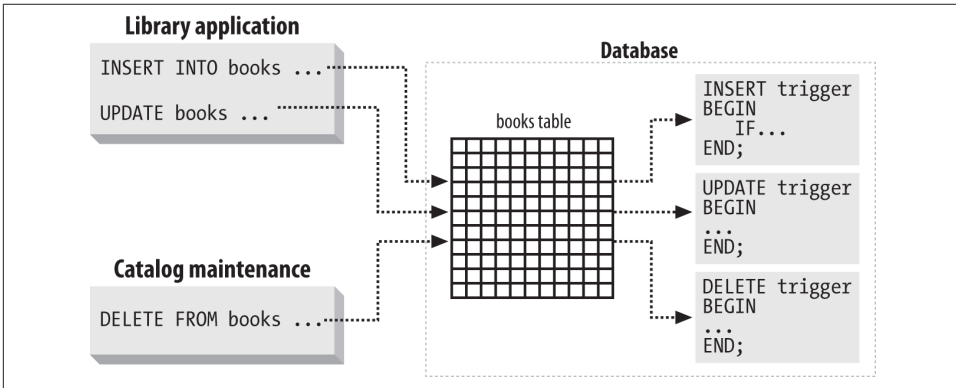 Library application
INSERT INTO books ...
UPDATE books ...
Catalog maintenance
DELETE FROM books ...
Database
books table
INSERT trigger
BEGIN
IF...
END;
UPDATE trigger
BEGIN
...
END;
DELETE trigger
BEGIN
...
END;